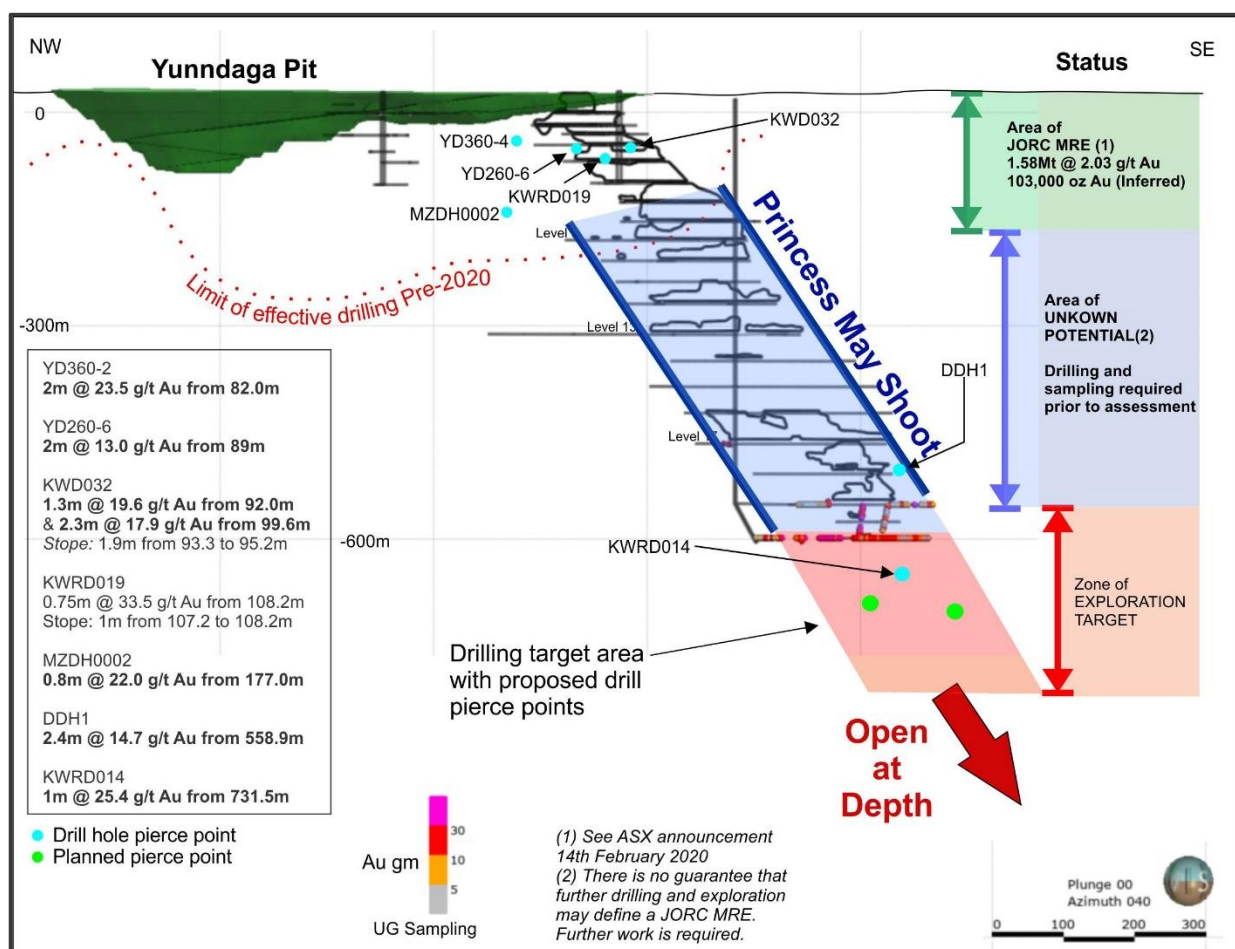 NW
SE
Yunndaga Pit
Status
0
-300m
-600m
KWD032
YD360-4
YD260-6
KWRD019
MZDH0002
Level
Level 13
Level 1
Limit of effective drilling Pre-2020
Princess May Shoot
DDH1
KWRD014
Area of
JORC MRE (1)
1.58Mt @ 2.03 g/t Au
103,000 oz Au (Inferred)
Area of
UNKOWN
POTENTIAL(2)
Drilling and
sampling required
prior to assessment
Zone of
EXPLORATION
TARGET
YD360-2
2m @ 23.5 g/t Au from 82.0m
YD260-6
2m @ 13.0 g/t Au from 89m
KWD032
1.3m @ 19.6 g/t Au from 92.0m
& 2.3m @ 17.9 g/t Au from 99.6m
Stope: 1.9m from 93.3 to 95.2m
KWRD019
0.75m @ 33.5 g/t Au from 108.2m
Stope: 1m from 107.2 to 108.2m
MZDH0002
0.8m @ 22.0 g/t Au from 177.0m
DDH1
2.4m @ 14.7 g/t Au from 558.9m
KWRD014
1m @ 25.4 g/t Au from 731.5m
Drill hole pierce point
Planned pierce point
Drilling target area
with proposed drill
pierce points
Open
at
Depth
Au gm
30
10
5
UG Sampling
(1) See ASX announcement
14th February 2020
(2) There is no guarantee that
further drilling and exploration
may define a JORC MRE.
Further work is required.
Plunge 00
Azimuth 040
0 100 200 300